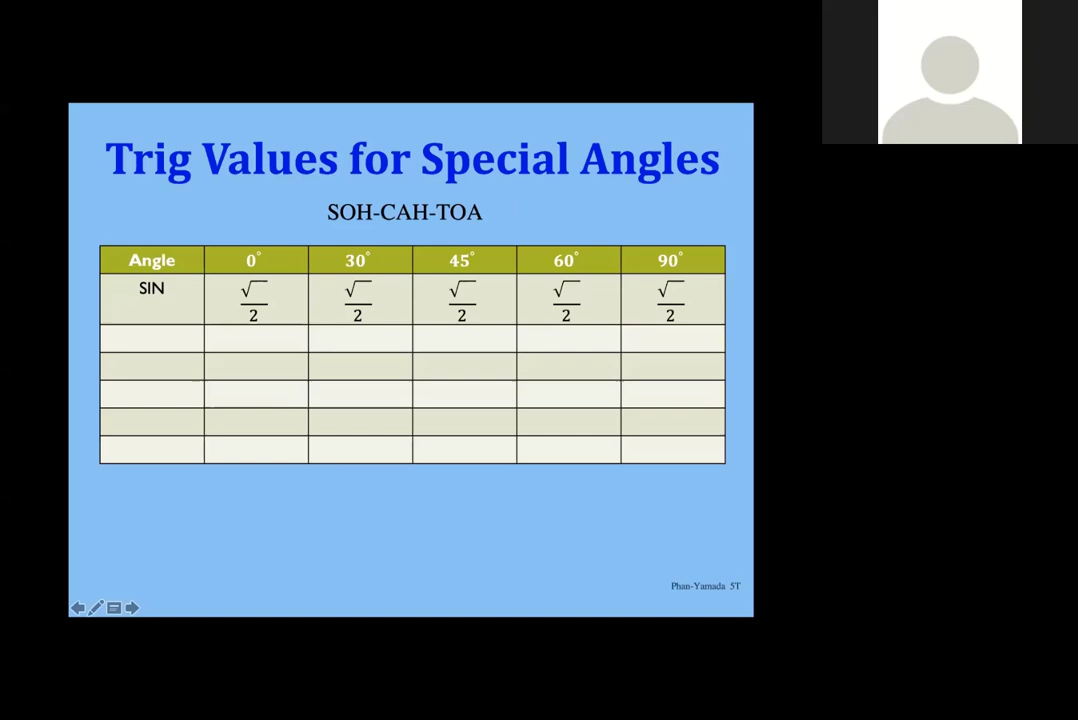 Trig Values for Special Angles
SOH-CAH-TOA
Angle 0° 30° 45° 60° 90°
SIN √/2 √/2 √/2 √/2 √/2
Phan-Yamada 5T